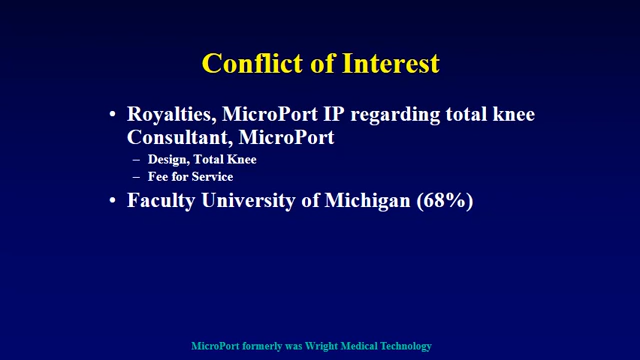 Conflict of Interest
• Royalties, MicroPort IP regarding total knee
Consultant, MicroPort
– Design, Total Knee
– Fee for Service
• Faculty University of Michigan (68%)
MicroPort formerly was Wright Medical Technology